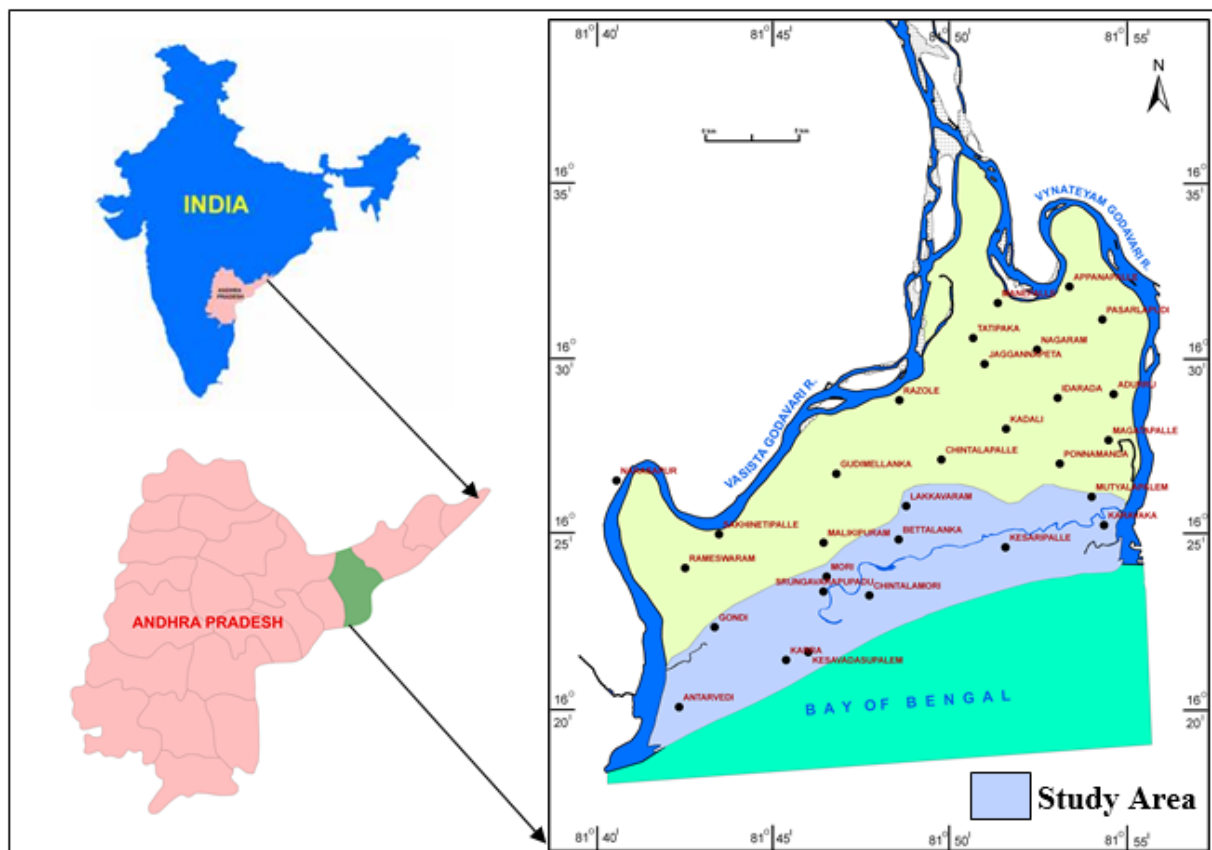 INDIA
ANDHRA
PRADESH
ANDHRA PRADESH
81° 40'
81° 45'
81° 50'
81° 55'
N
16°
35'
16°
35'
VYNATEYAM GODAVARI R.
APPANAPALLE
PASARLAPUDI
TATIPAKA
NAGARAM
JAGGANNAPETA
16°
30'
16°
30'
RAZOLE
IDARADA
KADALI
MAGATAPALLE
VASISTA GODAVARI R.
CHINTALAPALLE
PONNAMANDA
GUDIMELLANKA
MUTYALAPALEM
LAKKAVARAM
SAKHINETIPALLE
MALIKIPURAM
BETTALANKA
KESARIPALLE
16°
25'
16°
25'
RAMESWARAM
MORI
SRUNGAVARAPUPADU
CHINTALAMORI
GONDI
KESAVADASUPALEM
ANTARVEDI
BAY OF BENGAL
16°
20'
16°
20'
Study Area
81° 40'
81° 45'
81° 50'
81° 55'